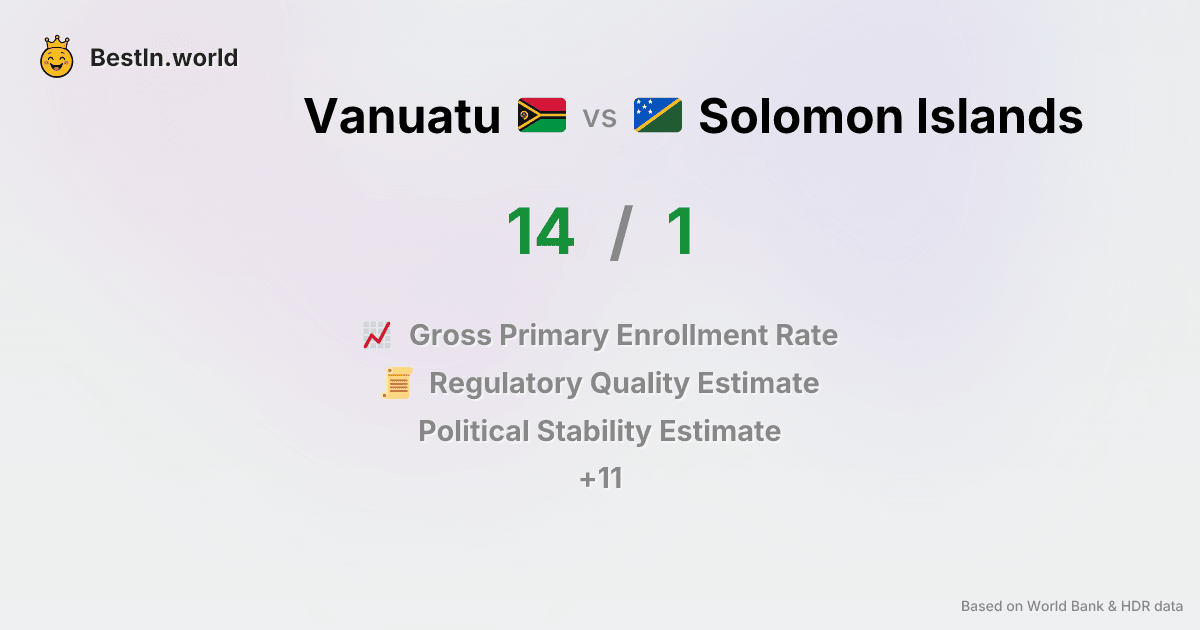 BestIn.world
Vanuatu vs Solomon Islands
14 / 1
Gross Primary Enrollment Rate
Regulatory Quality Estimate
Political Stability Estimate
+11
Based on World Bank & HDR data